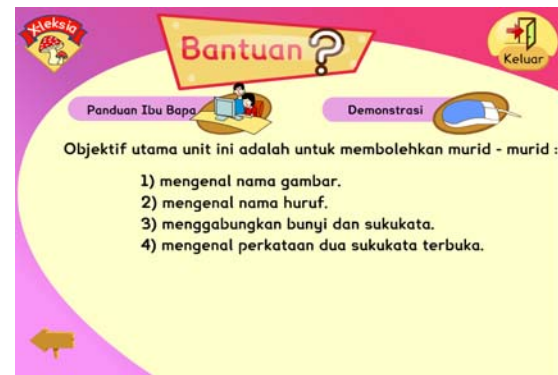 X-leksia
Bantuan ?
Keluar
Panduan Ibu Bapa
Demonstrasi
Objektif utama unit ini adalah untuk membolehkan murid - murid :
1) mengenal nama gambar.
2) mengenal nama huruf.
3) menggabungkan bunyi dan sukukata.
4) mengenal perkataan dua sukukata terbuka.